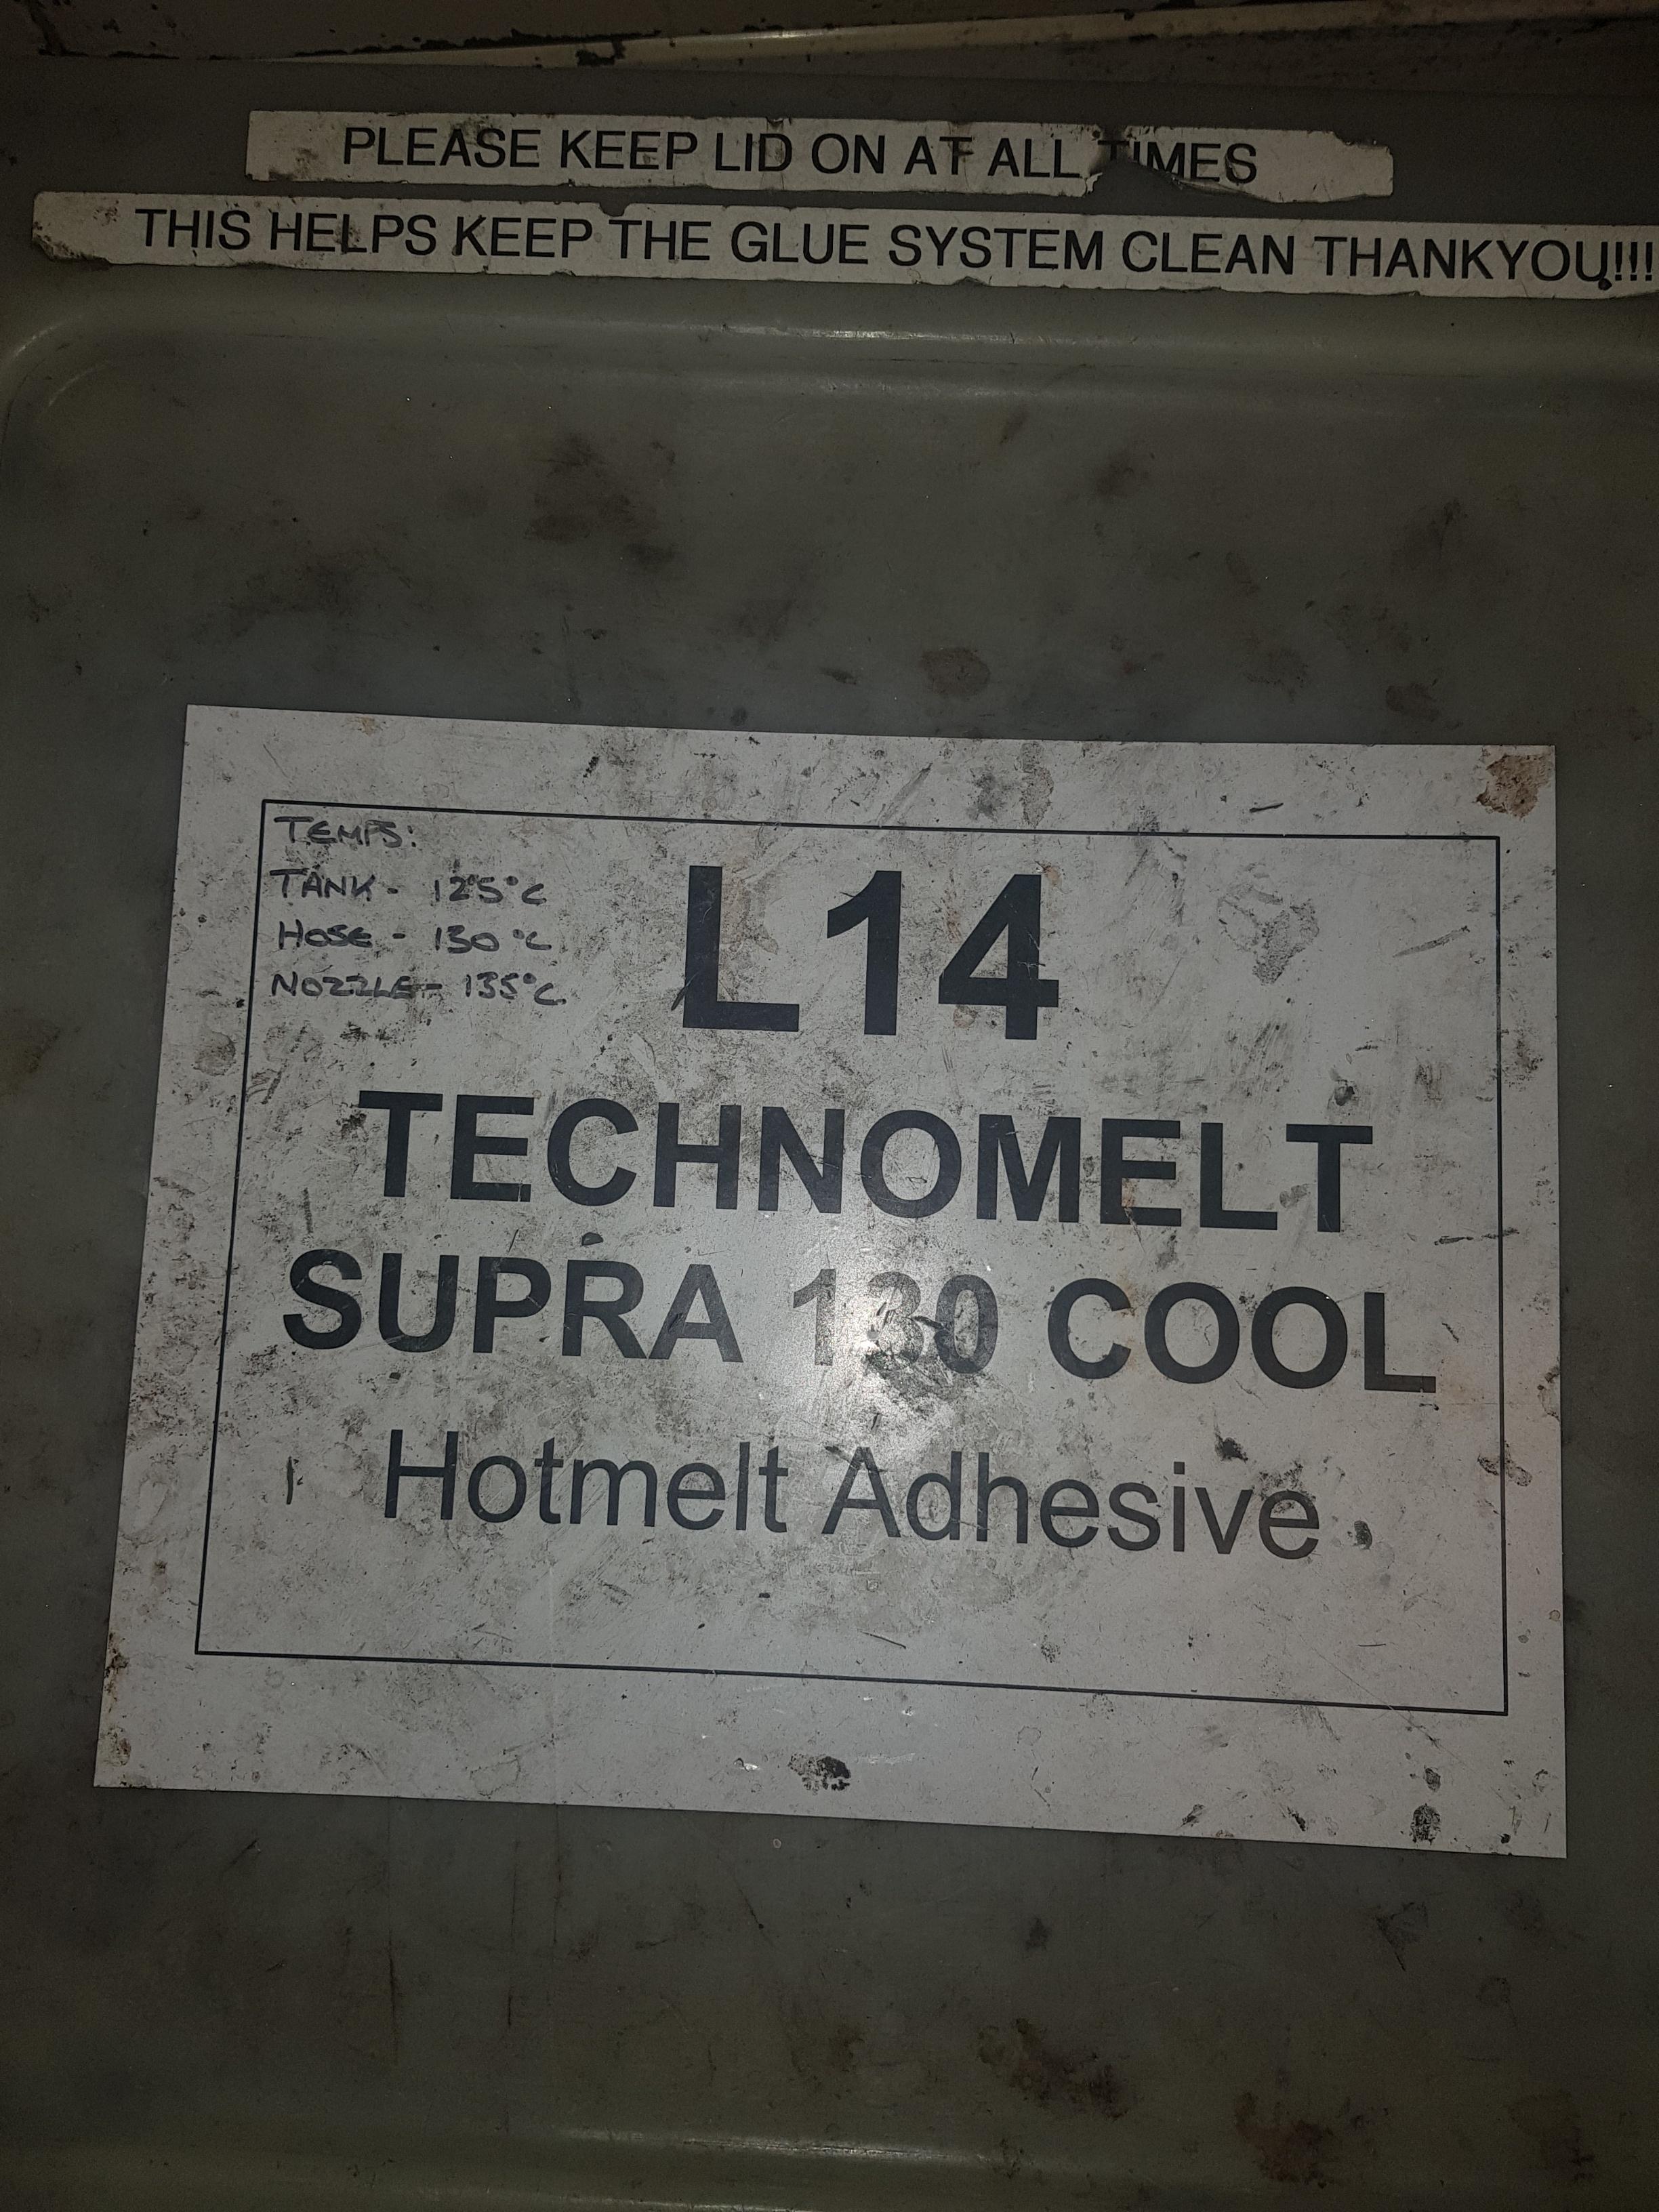 PLEASE KEEP LID ON AT ALL TIMES
THIS HELPS KEEP THE GLUE SYSTEM CLEAN THANKYOU!!!
TEMPS:
TANK - 125°C
HOSE - 130°C
NOZZLE - 135°C
L14
TECHNOMELT
SUPRA 130 COOL
Hotmelt Adhesive